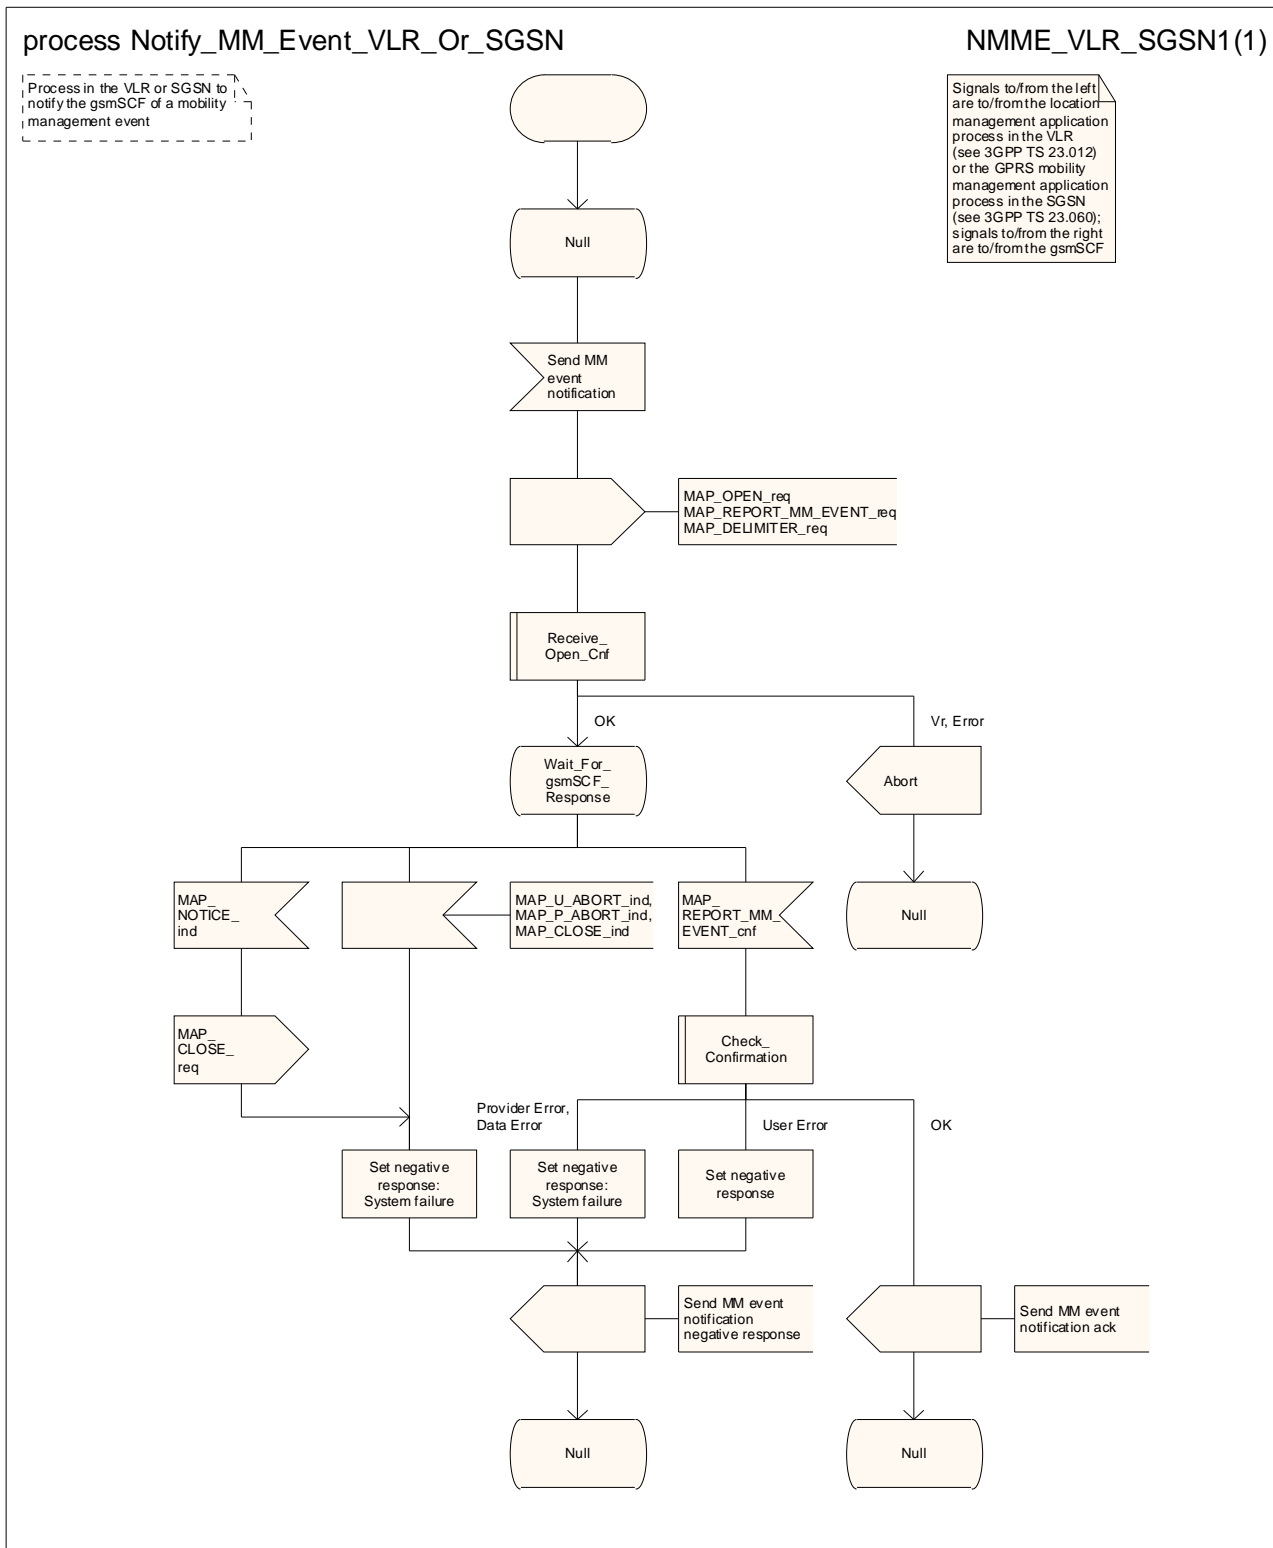 process Notify_MM_Event_VLR_Or_SGSN
NMME_VLR_SGSN1(1)
Process in the VLR or SGSN to
notify the gsmSCF of a mobility
management event
Signals to/from the left
are to/from the location
management application
process in the VLR
(see 3GPP TS 23.012)
or the GPRS mobility
management application
process in the SGSN
(see 3GPP TS 23.060);
signals to/from the right
are to/from the gsmSCF
Null
Send MM
event
notification
MAP_OPEN_req
MAP_REPORT_MM_EVENT_req
MAP_DELIMITER_req
Receive_
Open_Cnf
OK
Vr, Error
Wait_For_
gsmSCF_
Response
Abort
MAP_
NOTICE_
ind
MAP_U_ABORT_ind,
MAP_P_ABORT_ind,
MAP_CLOSE_ind
MAP_
REPORT_MM_
EVENT_cnf
Null
MAP_
CLOSE_
req
Check_
Confirmation
Provider Error,
Data Error
User Error
OK
Set negative
response:
System failure
Set negative
response:
System failure
Set negative
response
Send MM event
notification
negative response
Send MM event
notification ack
Null
Null